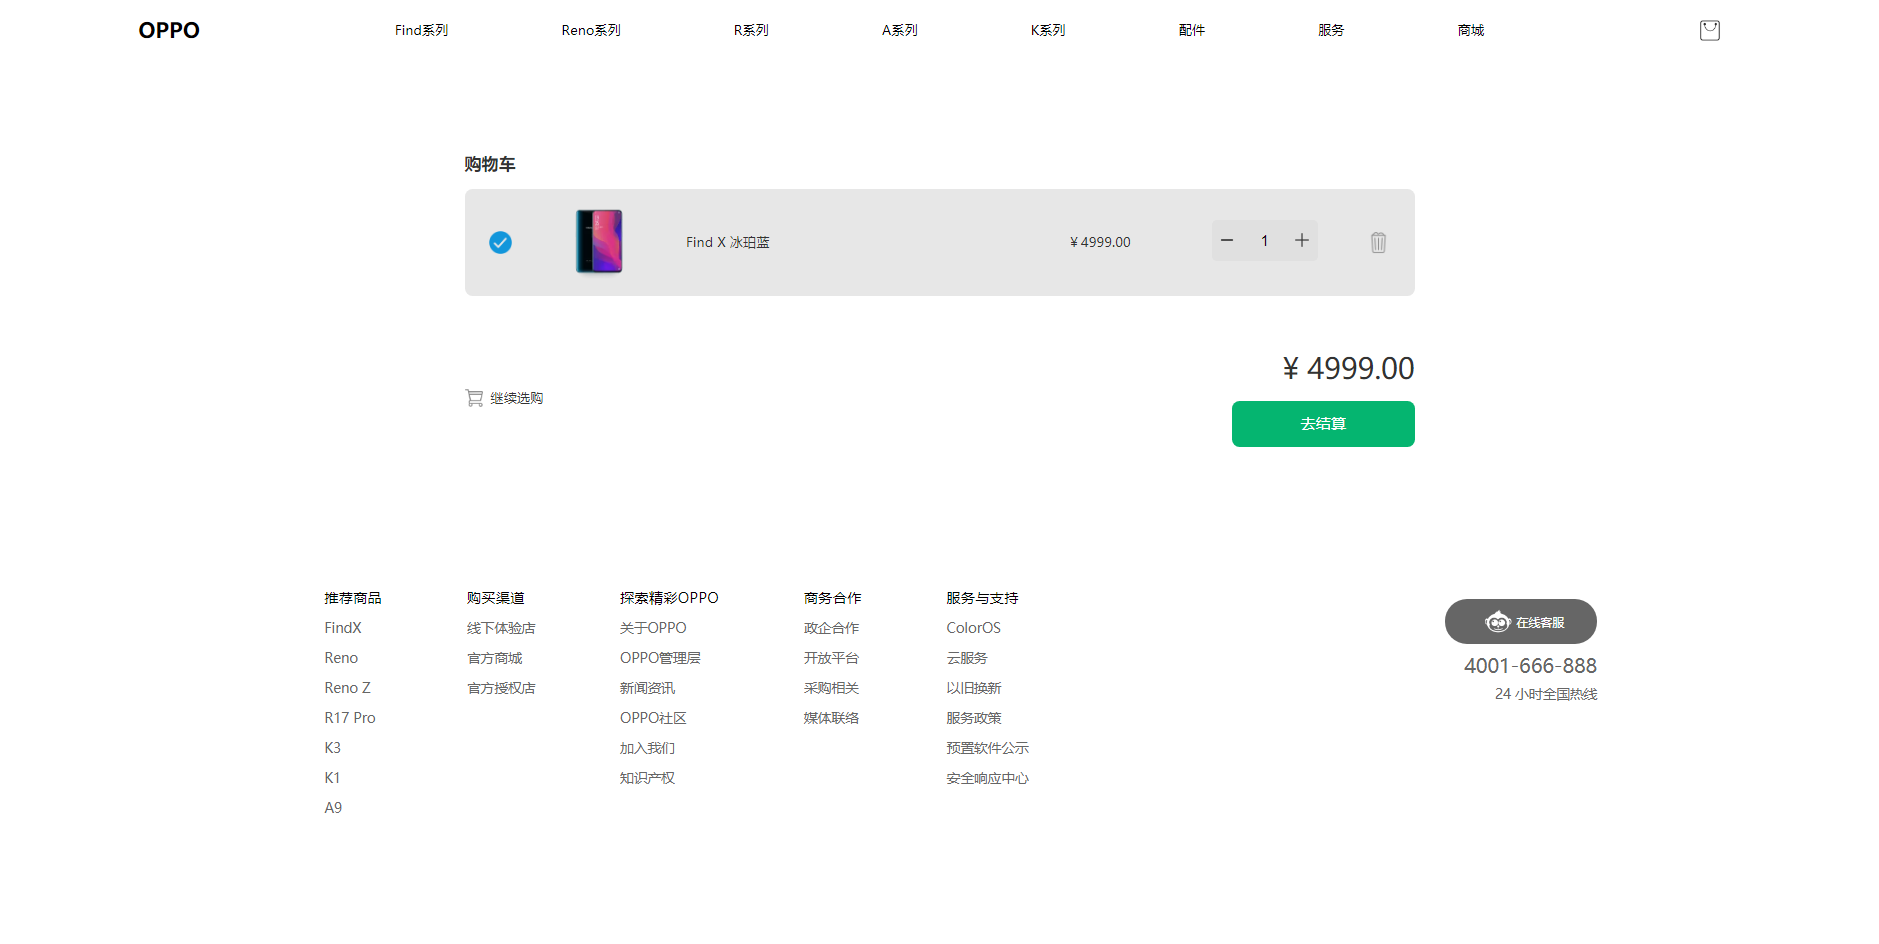 OPPO Find系列 Reno系列 R系列 A系列 K系列 配件 服务 商城
购物车
Find X 冰珀蓝 ¥ 4999.00 1
¥ 4999.00
继续选购
去结算
推荐商品
FindX
Reno
Reno Z
R17 Pro
K3
K1
A9
购买渠道
线下体验店
官方商城
官方授权店
探索精彩OPPO
关于OPPO
OPPO管理层
新闻资讯
OPPO社区
加入我们
知识产权
商务合作
政企合作
开放平台
采购相关
媒体联络
服务与支持
ColorOS
云服务
以旧换新
服务政策
预置软件公示
安全响应中心
在线客服
4001-666-888
24 小时全国热线